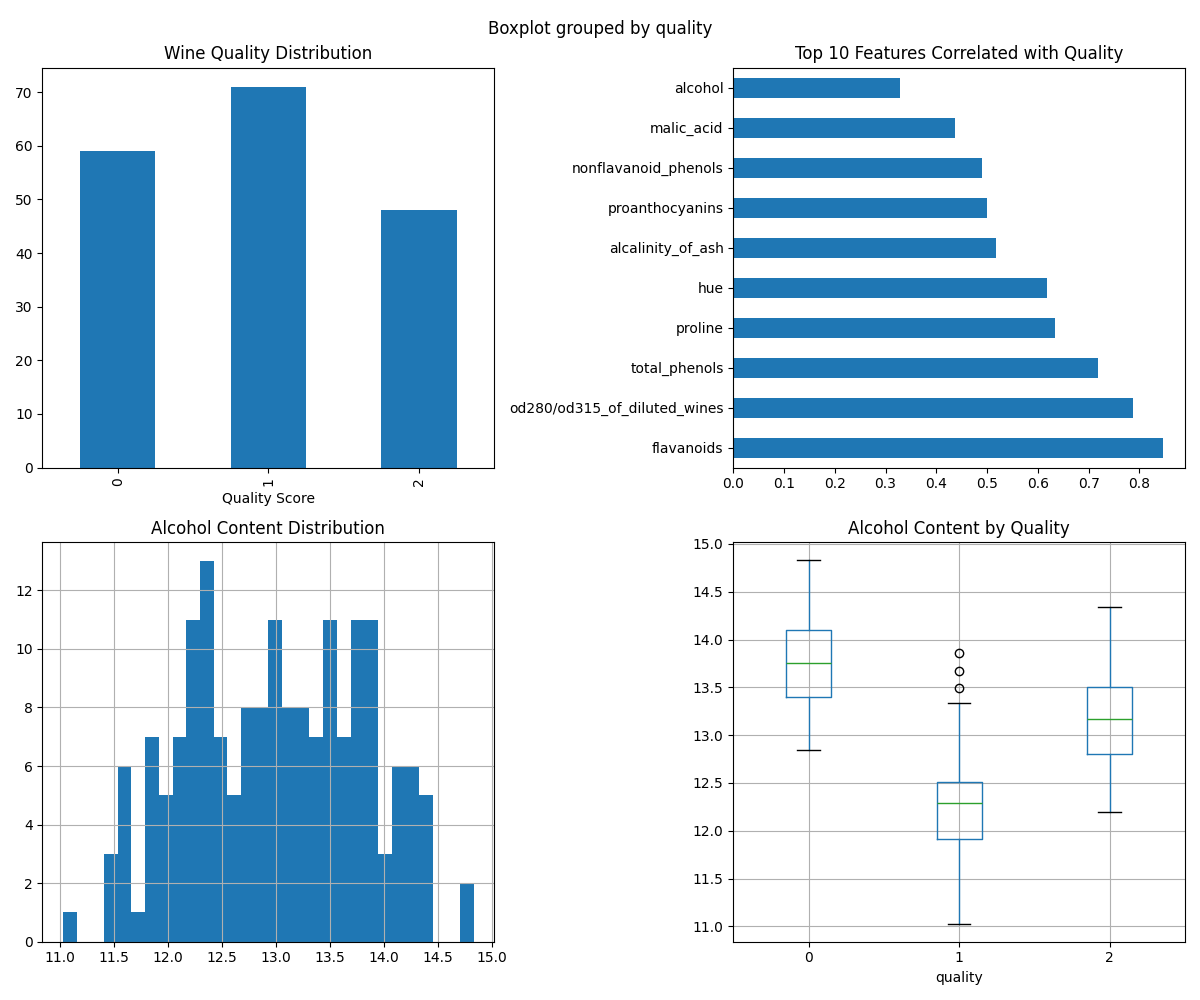 Boxplot grouped by quality
Wine Quality Distribution
70
60
50
40
30
20
10
0
0
1
2
Quality Score
Top 10 Features Correlated with Quality
alcohol
malic_acid
nonflavanoid_phenols
proanthocyanins
alcalinity_of_ash
hue
proline
total_phenols
od280/od315_of_diluted_wines
flavanoids
0.0 0.1 0.2 0.3 0.4 0.5 0.6 0.7 0.8
Alcohol Content Distribution
12
10
8
6
4
2
0
11.0 11.5 12.0 12.5 13.0 13.5 14.0 14.5 15.0
Alcohol Content by Quality
15.0
14.5
14.0
13.5
13.0
12.5
12.0
11.5
11.0
0 1 2
quality